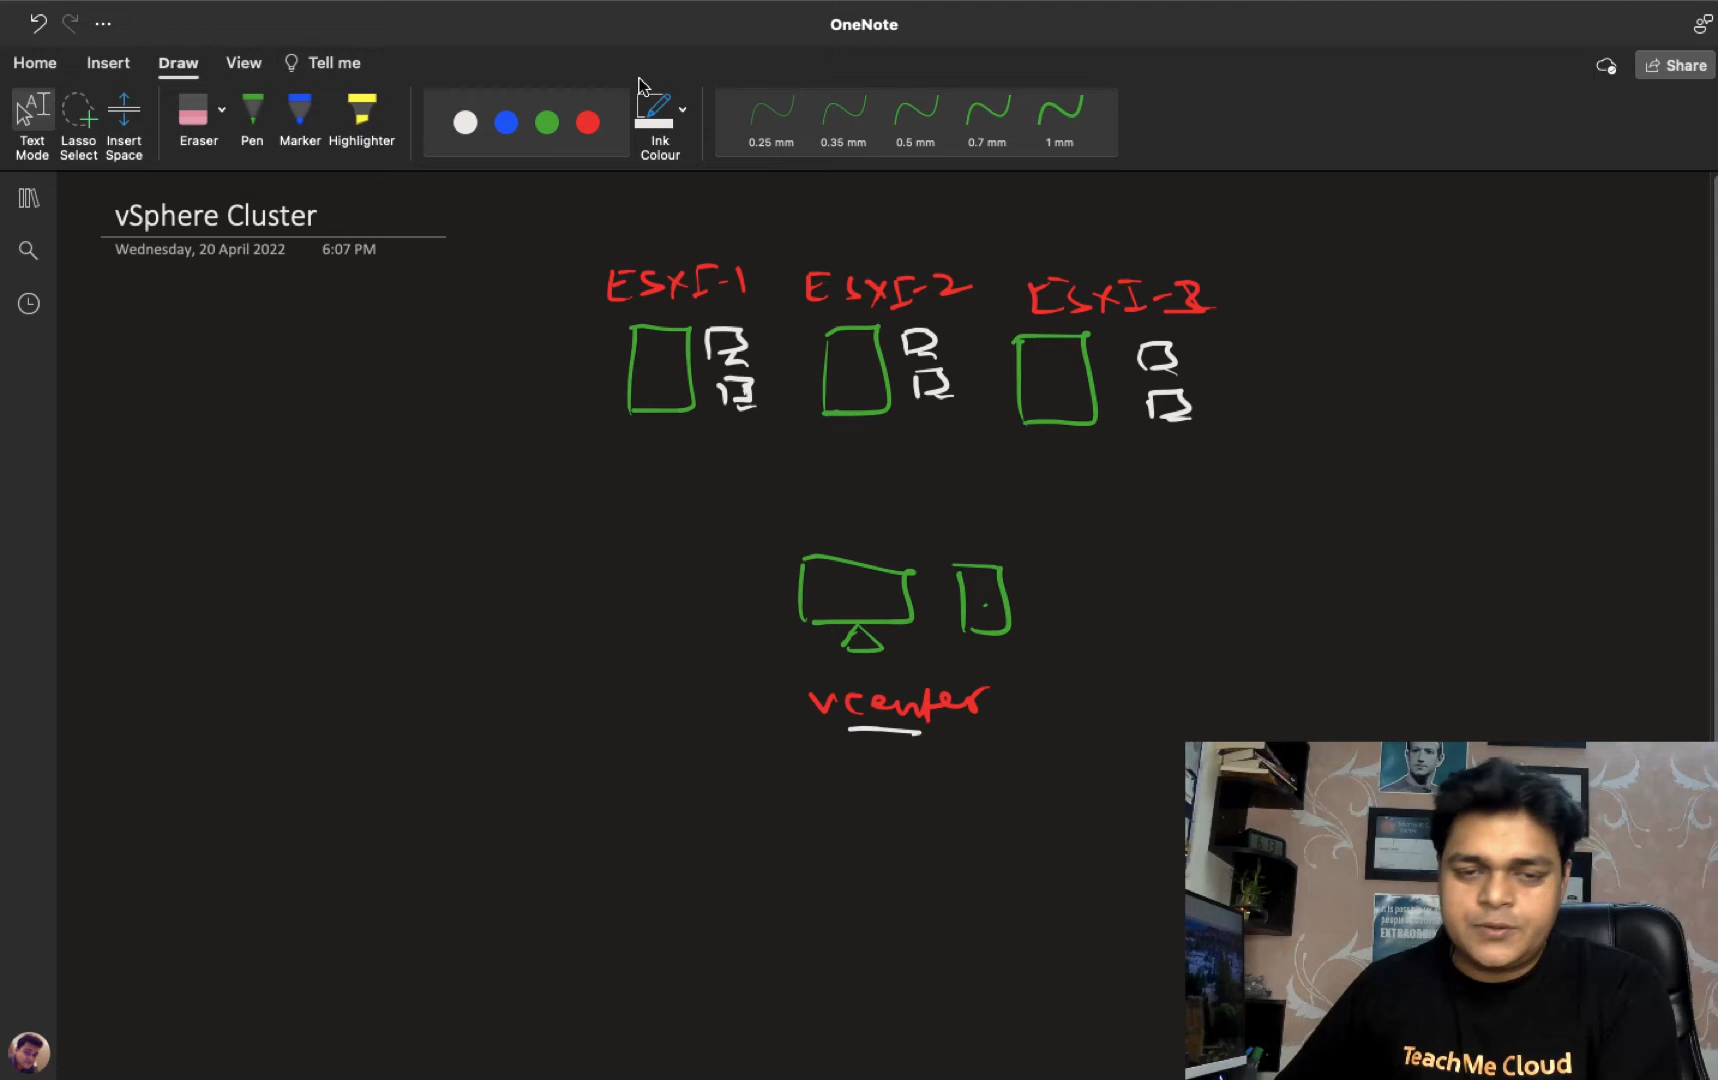 OneNote
Home Insert Draw View Tell me
Share
Text Mode
Lasso Select
Insert Space
Eraser
Pen
Marker
Highlighter
Ink Colour
0.25 mm
0.35 mm
0.5 mm
0.7 mm
1 mm
vSphere Cluster
Wednesday, 20 April 2022 6:07 PM
ESXI-1 ESXI-2 ESXI-3
vcenter
EXTRAORDIN
TeachMe Cloud